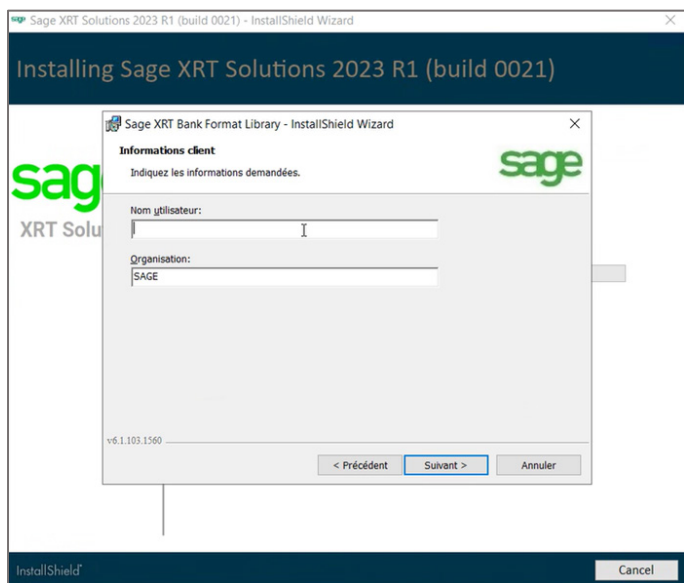 sage Sage XRT Solutions 2023 R1 (build 0021) - InstallShield Wizard
Installing Sage XRT Solutions 2023 R1 (build 0021)
Sage XRT Bank Format Library - InstallShield Wizard
Informations client
Indiquez les informations demandées.
sage
sag
XRT Solu
Nom utilisateur:
Organisation:
SAGE
v6.1.103.1560
< Précédent
Suivant >
Annuler
InstallShield
Cancel